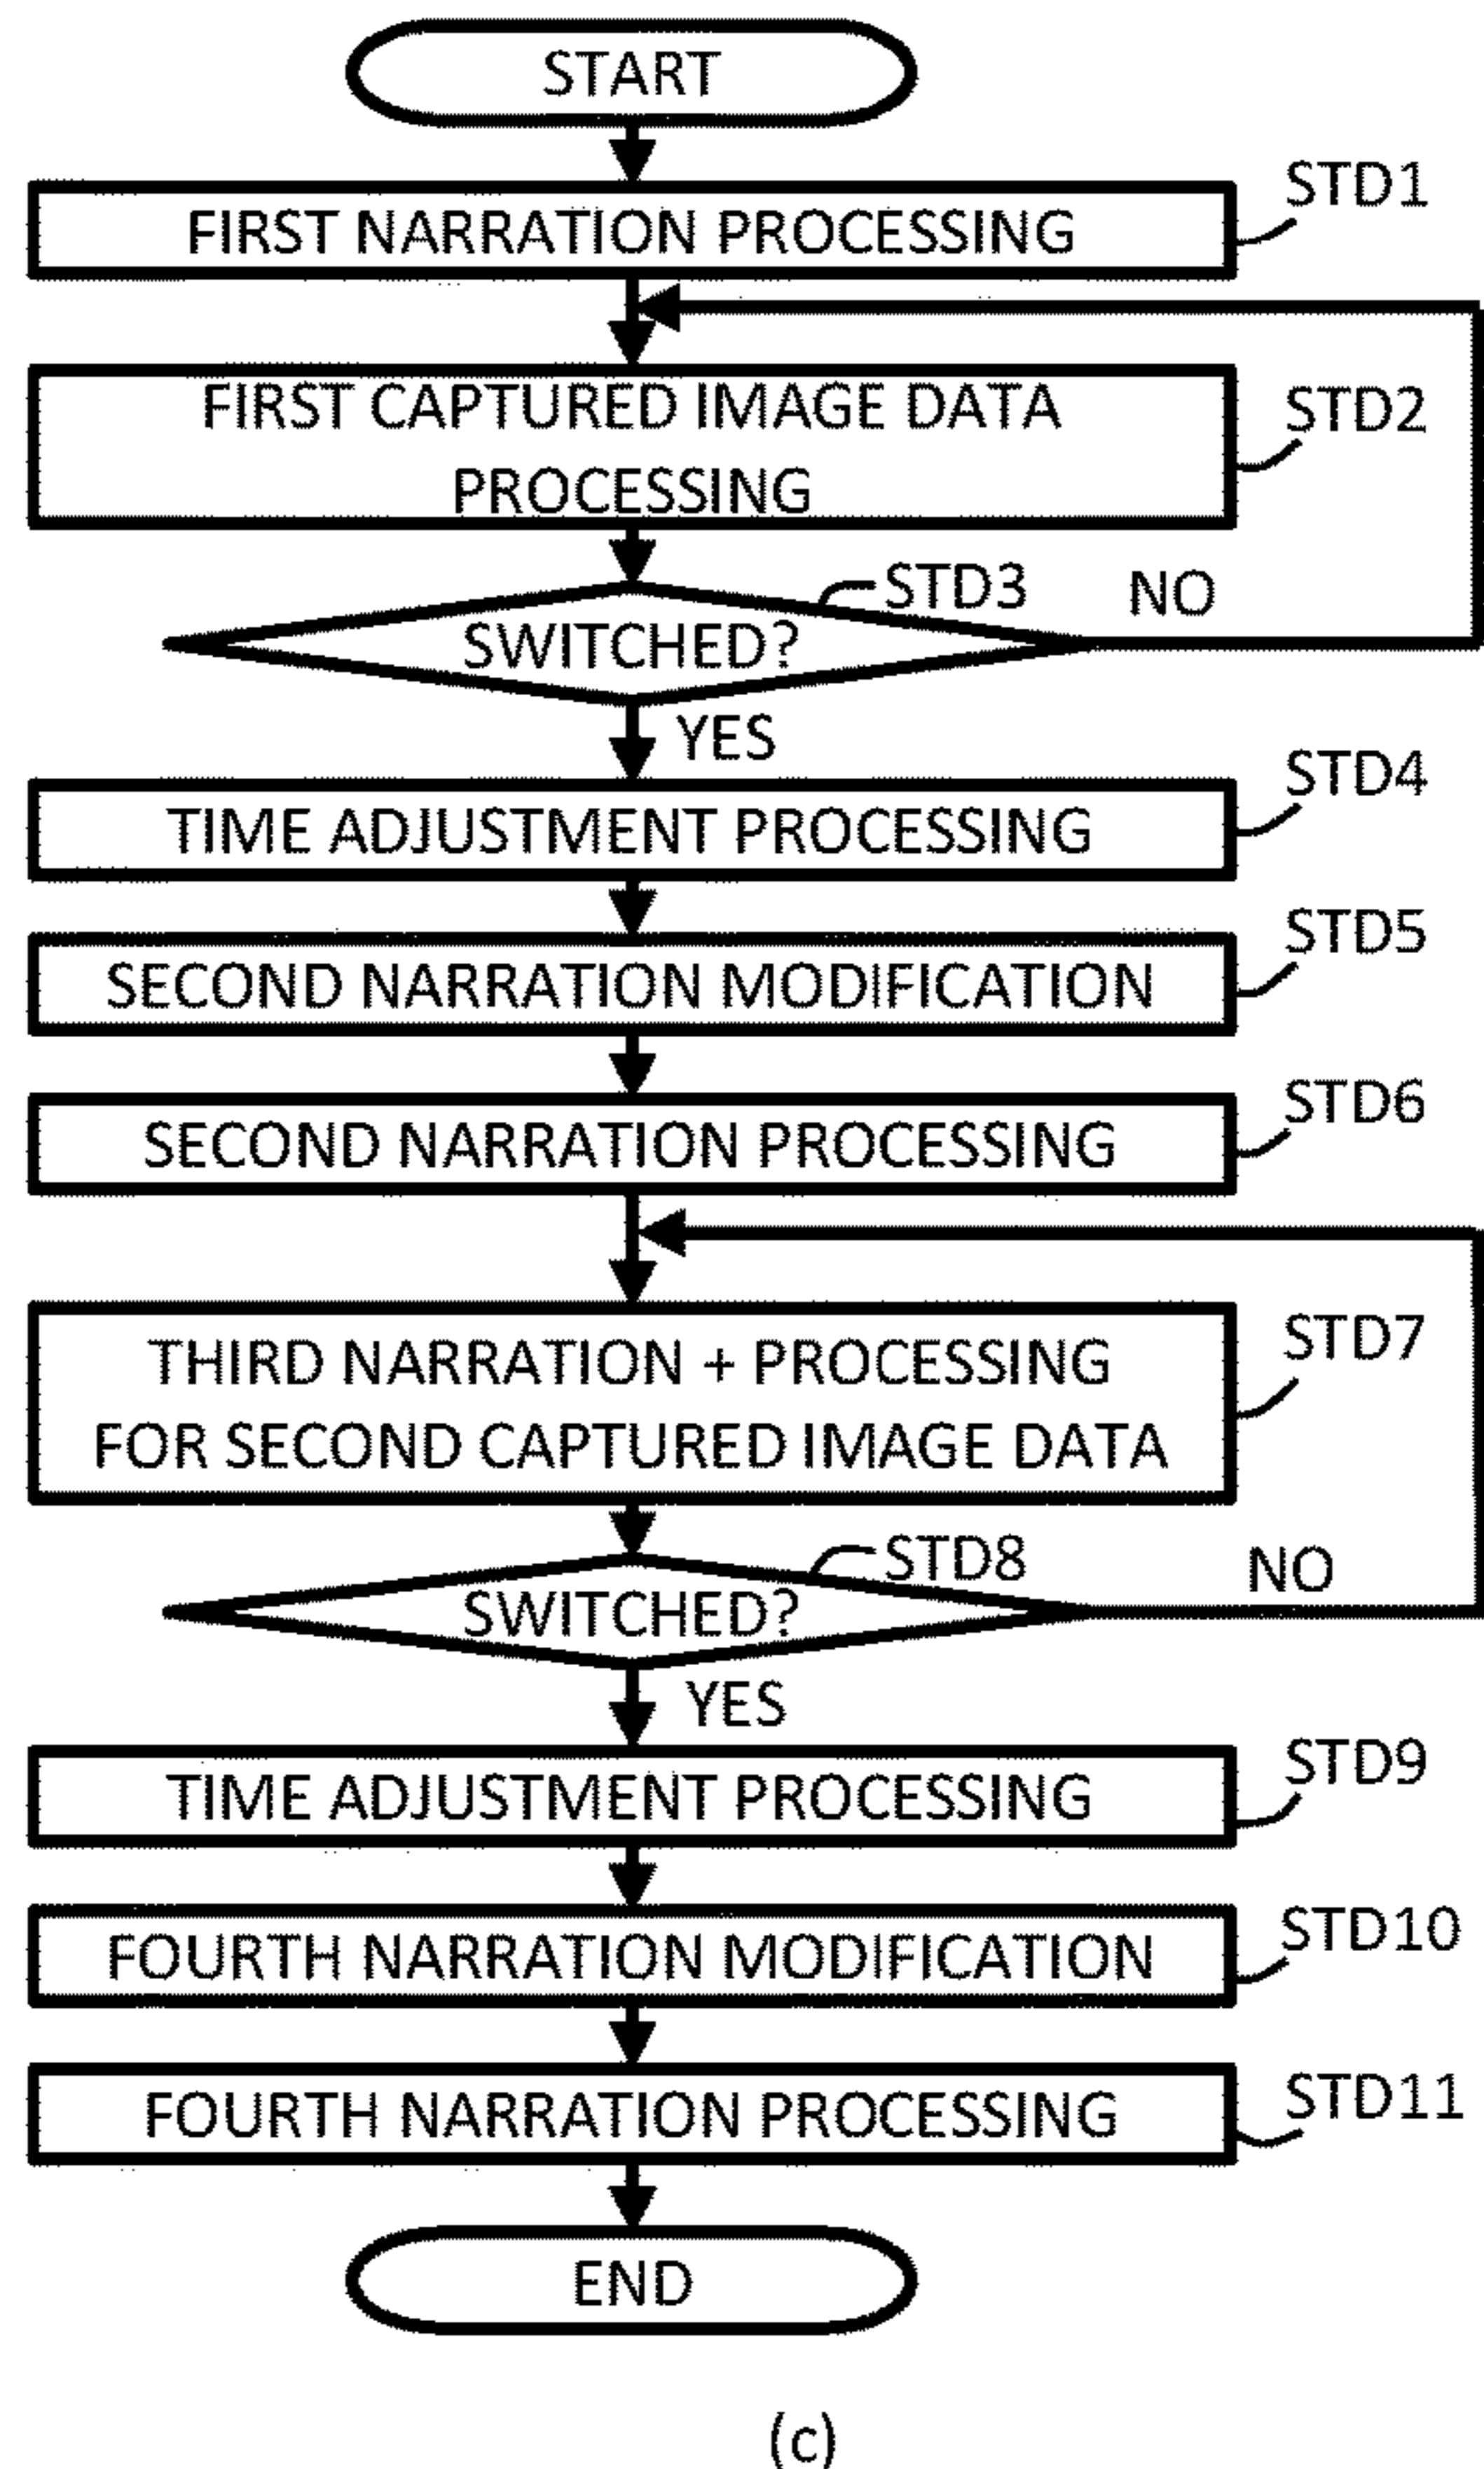 START
STD1
FIRST NARRATION PROCESSING
FIRST CAPTURED IMAGE DATA
STD2
PROCESSING
STD3
NO
SWITCHED?
YES
STD4
TIME ADJUSTMENT PROCESSING
STD5
SECOND NARRATION MODIFICATION
STD6
SECOND NARRATION PROCESSING
STD7
THIRD NARRATION + PROCESSING
FOR SECOND CAPTURED IMAGE DATA
STD8
NO
SWITCHED?
YES
STD9
TIME ADJUSTMENT PROCESSING
STD10
FOURTH NARRATION MODIFICATION
STD11
FOURTH NARRATION PROCESSING
END
(c)